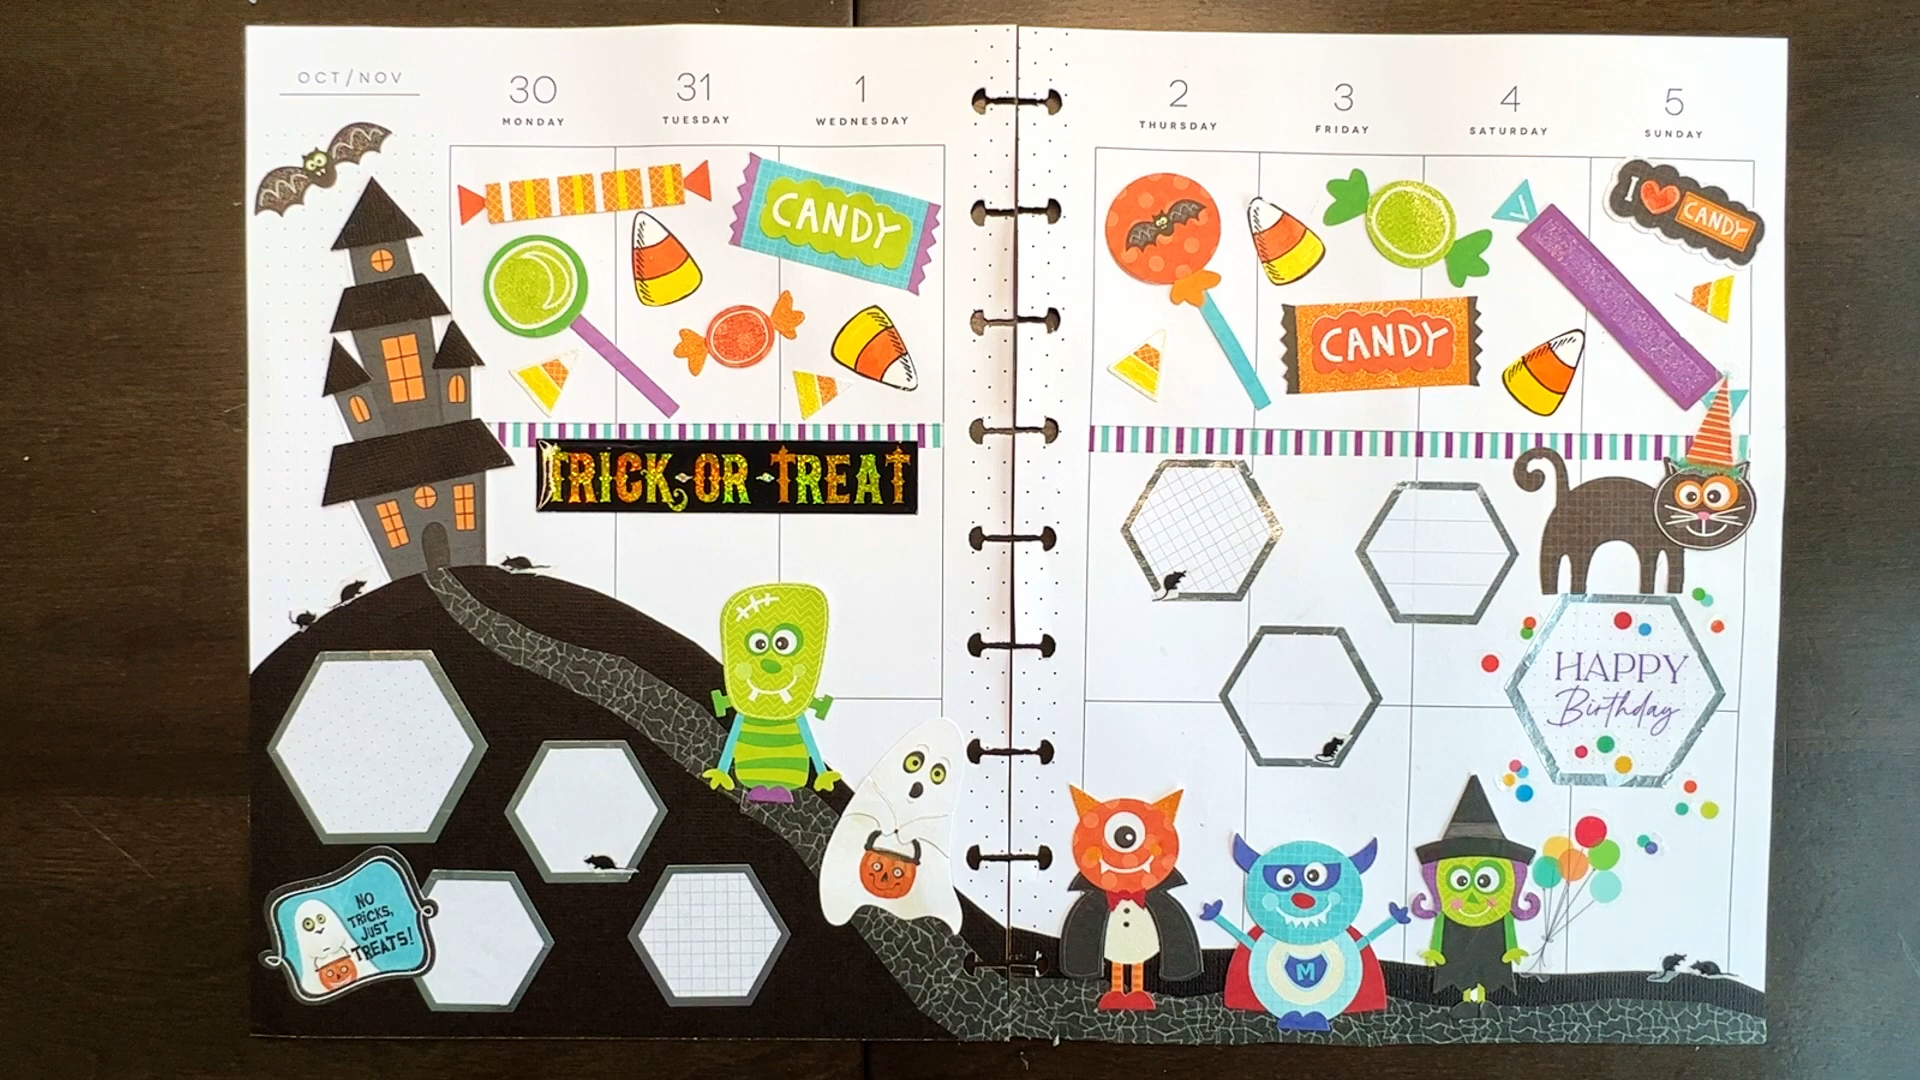 OCT/NOV
30
MONDAY
31
TUESDAY
1
WEDNESDAY
2
THURSDAY
3
FRIDAY
4
SATURDAY
5
SUNDAY
CANDY
I
CANDY
CANDY
TRICK-OR-TREAT
HAPPY
Birthday
NO
TRICKS,
JUST
TREATS!
M